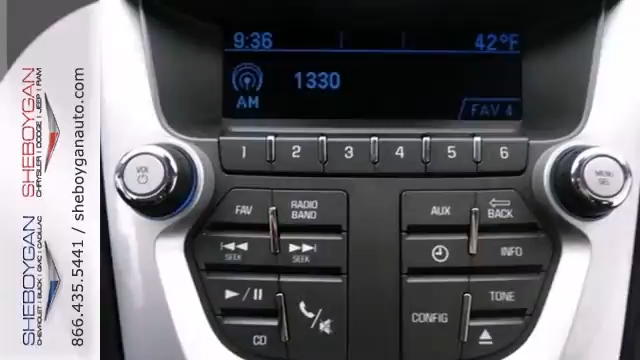 SHEBOYGAN
CHRYSLER | DODGE | JEEP | RAM
SHEBOYGAN
CHEVROLET | BUICK | GMC | CADILLAC
866.435.5441 / sheboyganauto.com
9:36 42°F
AM 1330
FAV 4
1 2 3 4 5 6
VOL
MENU
SEL
FAV RADIO BAND AUX BACK
SEEK SEEK INFO
CONFIG TONE
CD